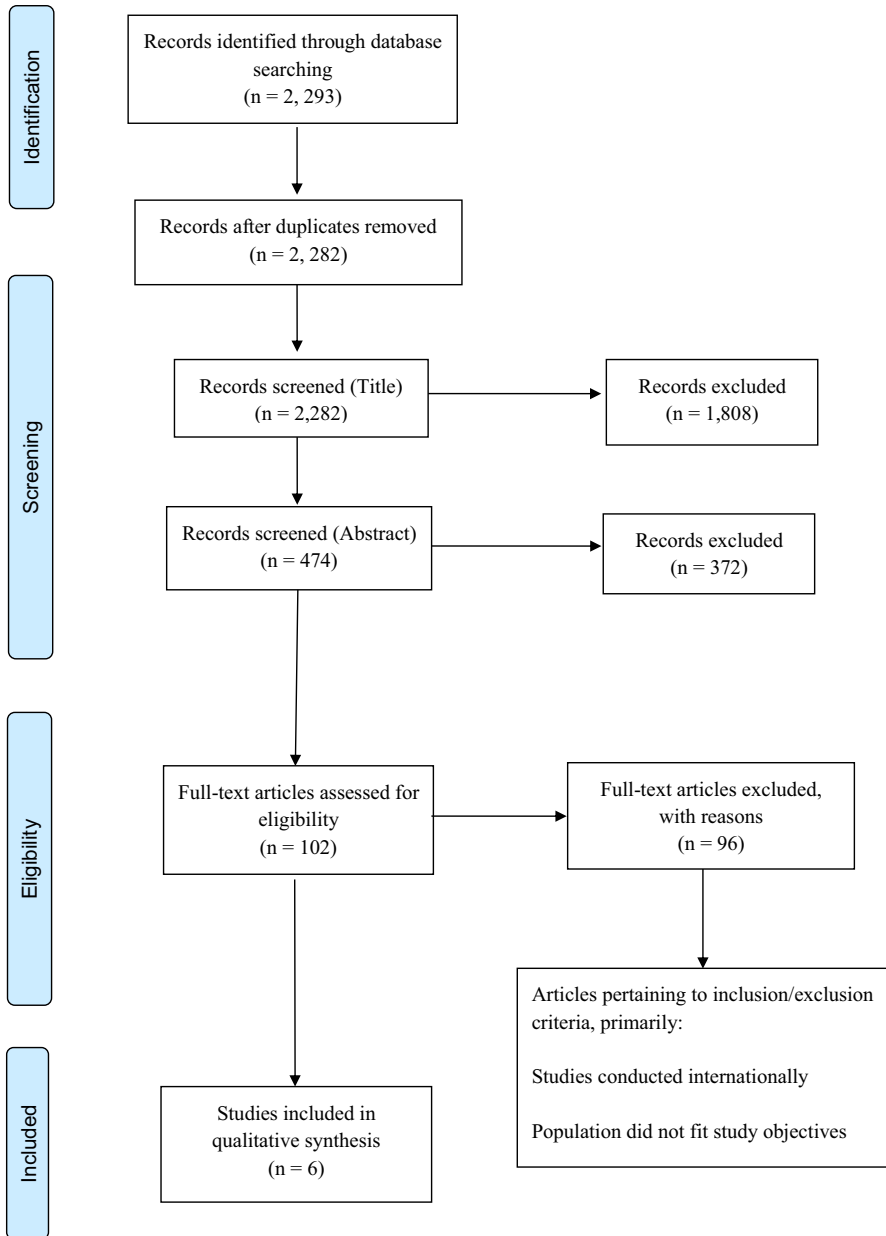 Identification
Records identified through database
searching
(n = 2, 293)
Records after duplicates removed
(n = 2, 282)
Screening
Records screened (Title)
(n = 2,282)
Records excluded
(n = 1,808)
Records screened (Abstract)
(n = 474)
Records excluded
(n = 372)
Eligibility
Full-text articles assessed for
eligibility
(n = 102)
Full-text articles excluded,
with reasons
(n = 96)
Articles pertaining to inclusion/exclusion
criteria, primarily:
Studies conducted internationally
Population did not fit study objectives
Included
Studies included in
qualitative synthesis
(n = 6)